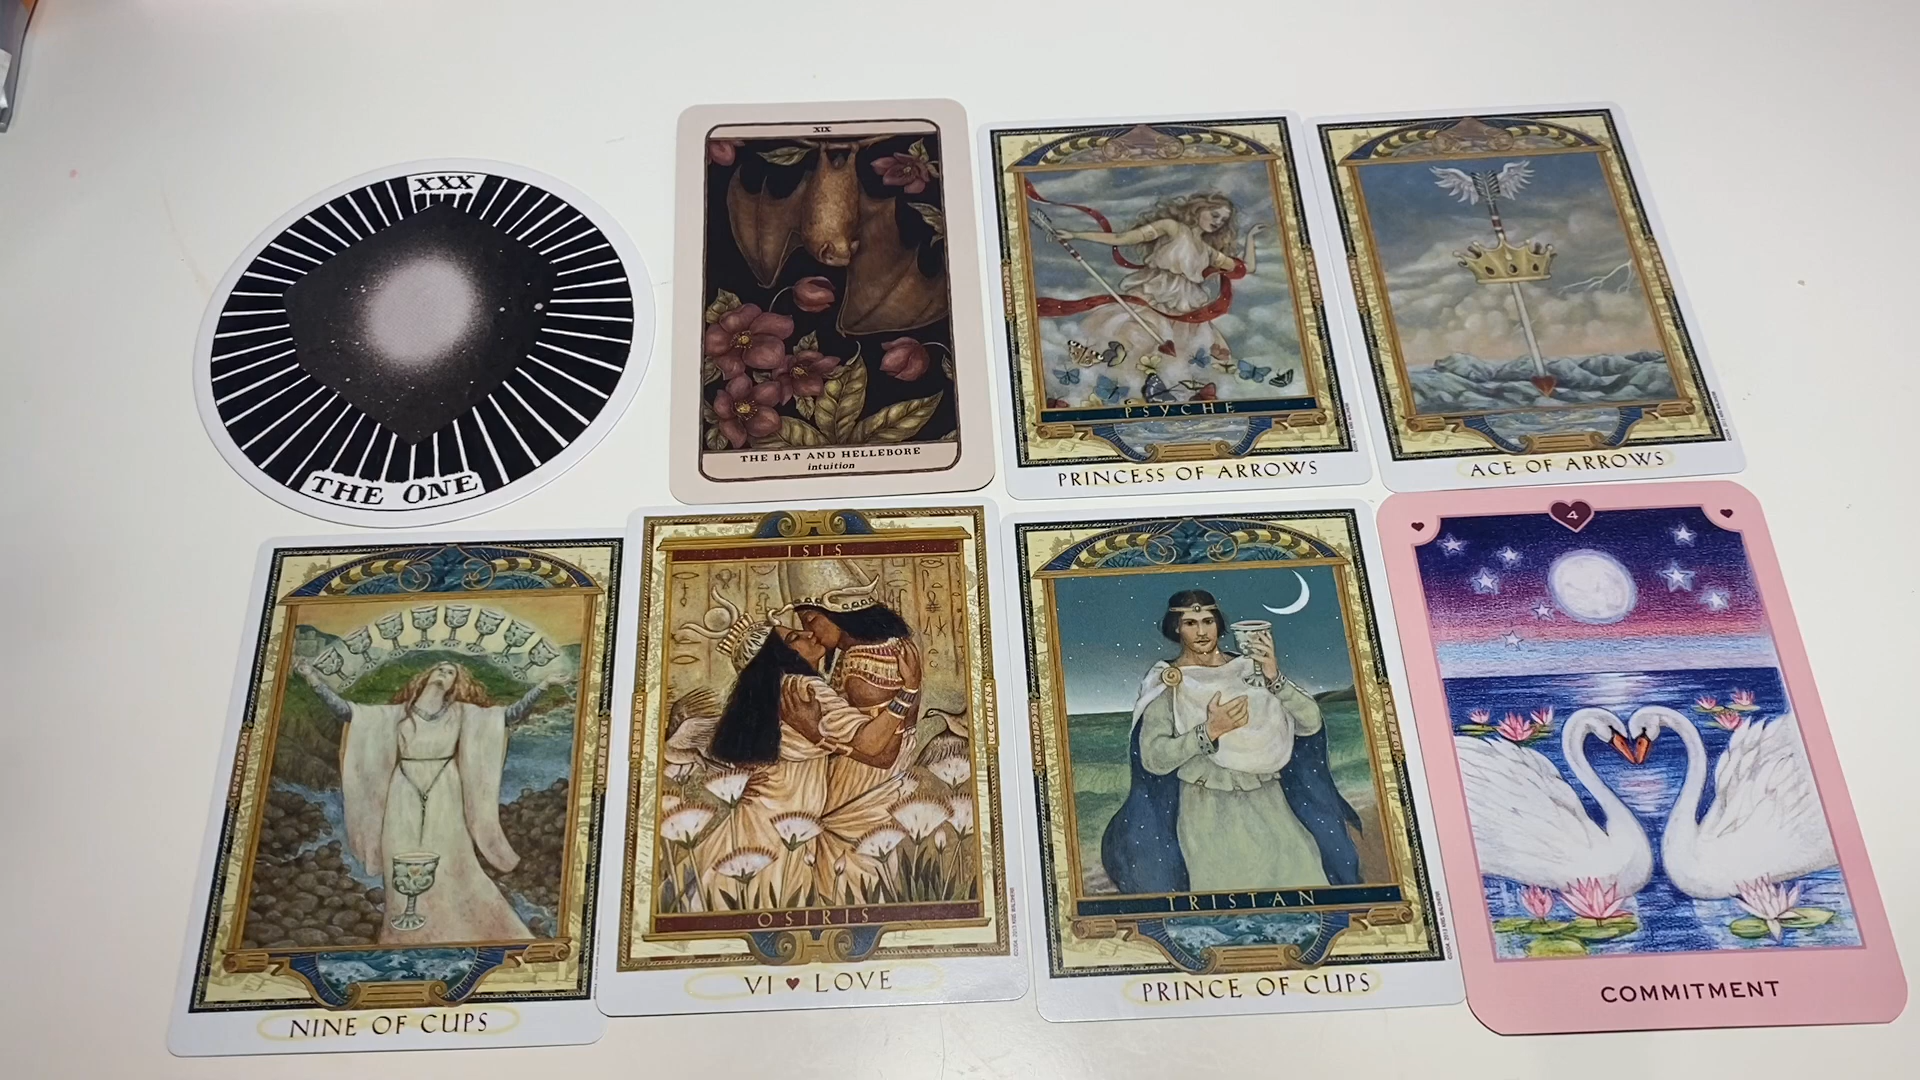 XXX
THE ONE
XIX
THE BAT AND HELLEBORE
intuition
PSYCHE
PRINCESS OF ARROWS
ACE OF ARROWS
NINE OF CUPS
ISIS
OSIRIS
VI ♥ LOVE
TRISTAN
PRINCE OF CUPS
4
COMMITMENT